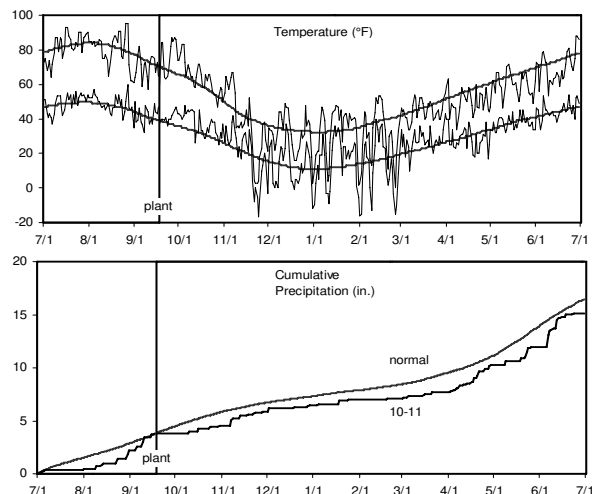 Temperature (°F)
100
80
60
40
20
0
-20
plant
7/1 8/1 9/1 10/1 11/1 12/1 1/1 2/1 3/1 4/1 5/1 6/1 7/1
Cumulative
Precipitation (in.)
20
15
10
5
0
normal
10-11
plant
7/1 8/1 9/1 10/1 11/1 12/1 1/1 2/1 3/1 4/1 5/1 6/1 7/1